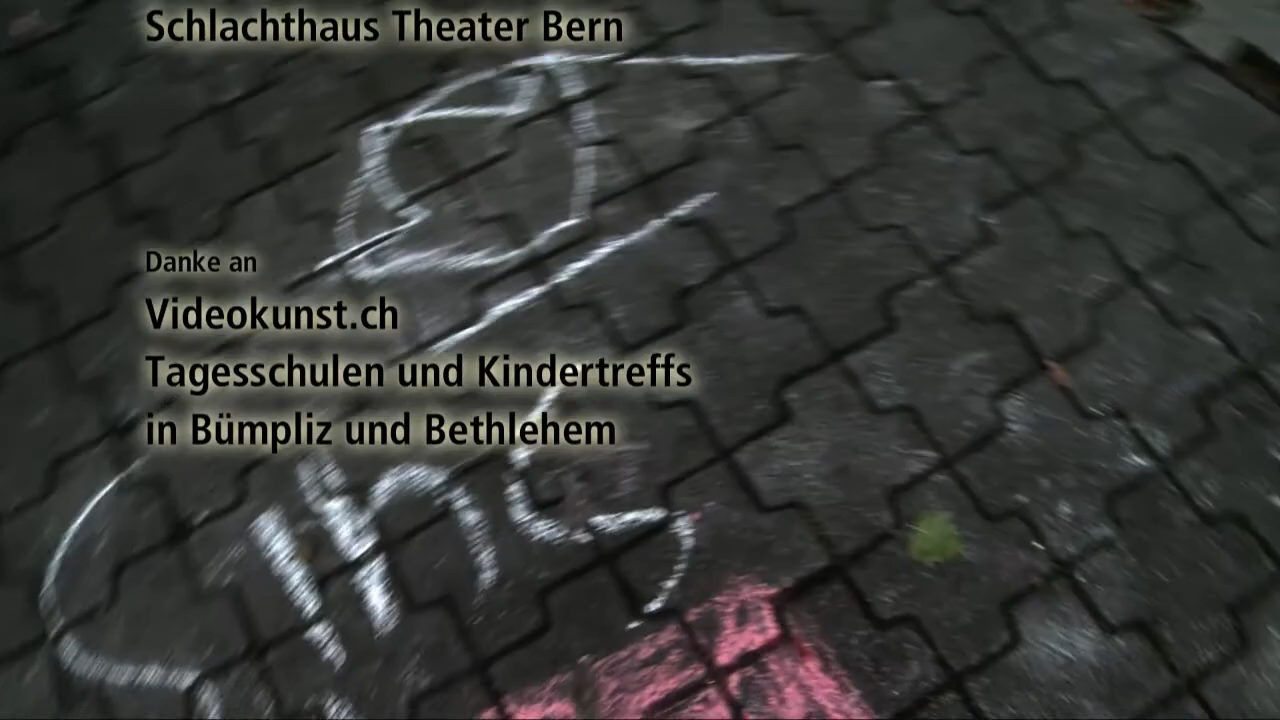 Schlachthaus Theater Bern
Danke an
Videokunst.ch
Tagesschulen und Kindertreffs
in Bümpliz und Bethlehem